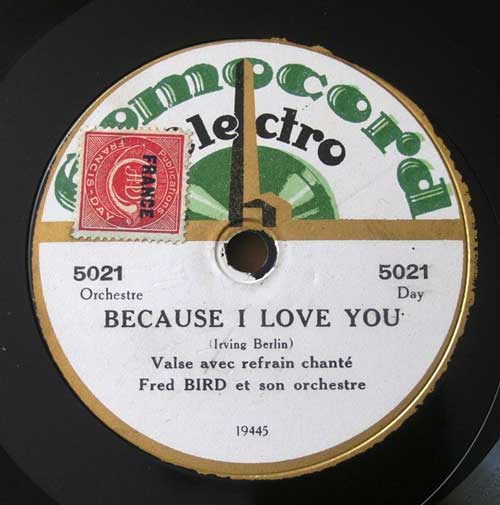 Homocord
Electro
Publications
FRANCIS-DAY
FRANCE
5021
5021
Orchestre
Day
BECAUSE I LOVE YOU
(Irving Berlin)
Valse avec refrain chanté
Fred BIRD et son orchestre
19445